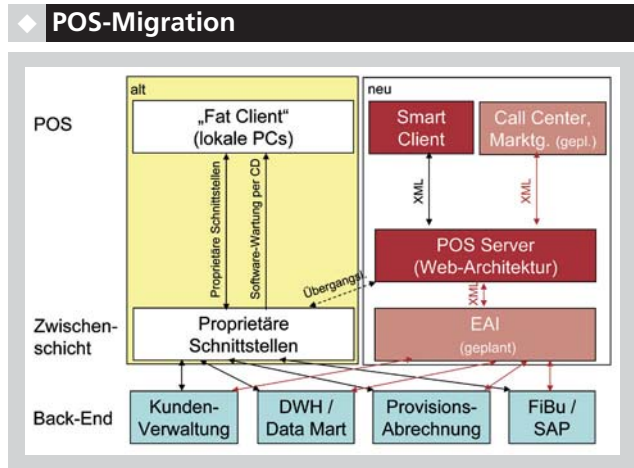 POS-Migration
alt
neu
POS
„Fat Client“
(lokale PCs)
Smart
Client
Call Center,
Marktg. (gepl.)
Proprietäre Schnittstellen
Software-Wartung per CD
XML
XML
POS Server
(Web-Architektur)
Übergangsl.
XML
Zwischen-
schicht
Proprietäre
Schnittstellen
EAI
(geplant)
Back-End
Kunden-
Verwaltung
DWH /
Data Mart
Provisions-
Abrechnung
FiBu /
SAP